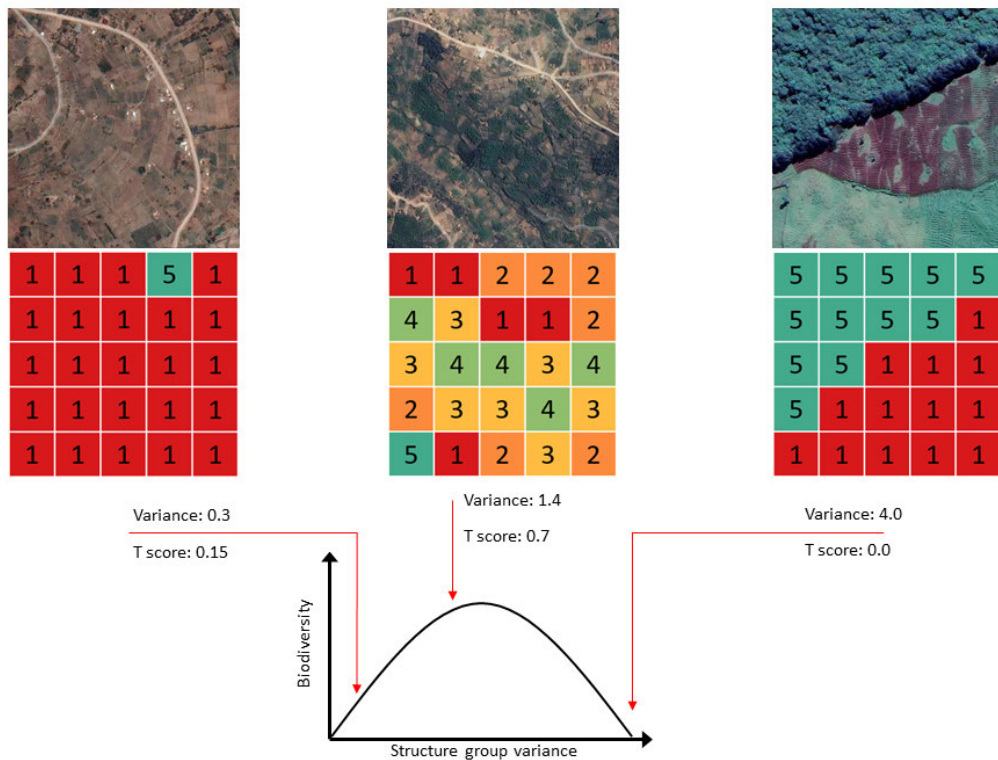 1 1 1 5 1
1 1 1 1 1
1 1 1 1 1
1 1 1 1 1
1 1 1 1 1
1 1 2 2 2
4 3 1 1 2
3 4 4 3 4
2 3 3 4 3
5 1 2 3 2
5 5 5 5 5
5 5 5 5 1
5 5 1 1 1
5 1 1 1 1
1 1 1 1 1
Variance: 0.3
T score: 0.15
Variance: 1.4
T score: 0.7
Variance: 4.0
T score: 0.0
Biodiversity
Structure group variance